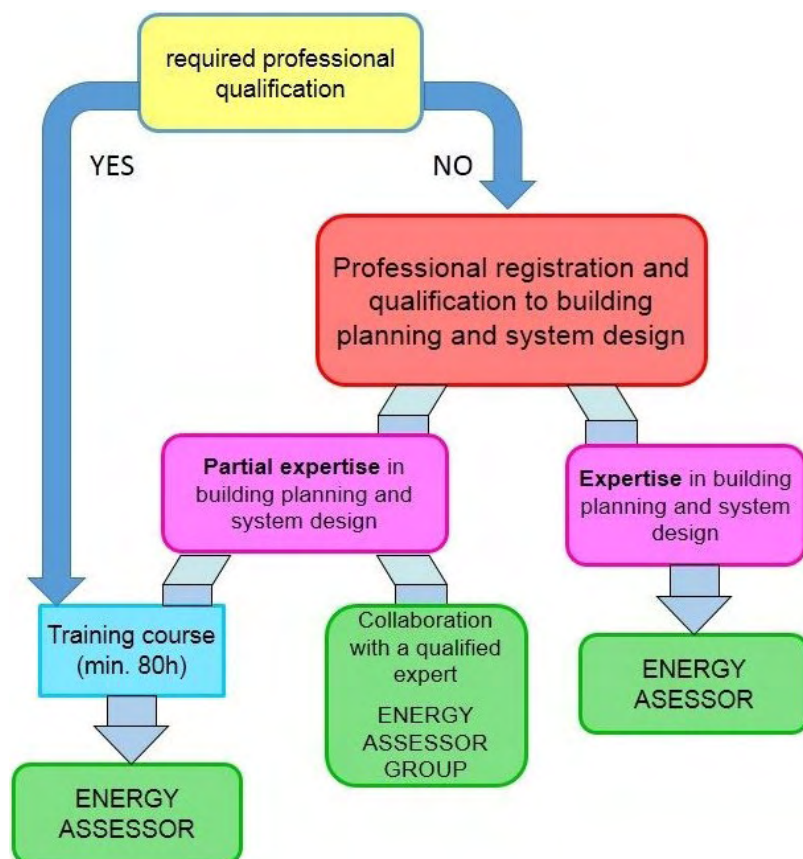 required professional
qualification
YES
NO
Professional registration and
qualification to building
planning and system design
Partial expertise in
building planning and
system design
Expertise in building
planning and system
design
Training course
(min. 80h)
Collaboration
with a qualified
expert
ENERGY
ASSESSOR
GROUP
ENERGY
ASESSOR
ENERGY
ASSESSOR